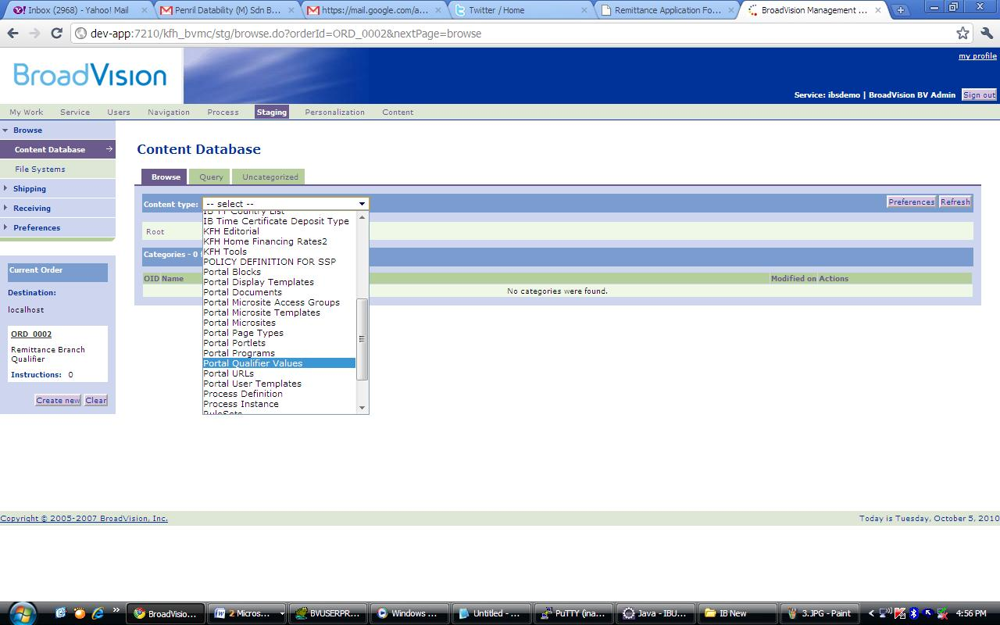 Inbox (2968) - Yahoo! Mail
Penril Datability (M) Sdn B...
https://mail.google.com/a...
Twitter / Home
Remittance Application Fo...
BroadVision Management ...
dev-app:7210/kfh_bvmc/stg/browse.do?orderId=ORD_0002&nextPage=browse
my profile
BroadVision
Service: ibsdemo | BroadVision BV Admin Sign out
My Work Service Users Navigation Process Staging Personalization Content
Browse
Content Database
File Systems
Shipping
Receiving
Preferences
Current Order
Destination:
localhost
ORD_0002
Remittance Branch
Qualifier
Instructions: 0
Create new Clear
Content Database
Browse Query Uncategorized
Content type: -- select -- Preferences Refresh
Root
Categories - 0
OID Name Modified on Actions
No categories were found.
IB TT Country List
IB Time Certificate Deposit Type
KFH Editorial
KFH Home Financing Rates2
KFH Tools
POLICY DEFINITION FOR SSP
Portal Blocks
Portal Display Templates
Portal Documents
Portal Microsite Access Groups
Portal Microsite Templates
Portal Microsites
Portal Page Types
Portal Portlets
Portal Programs
Portal Qualifier Values
Portal URLs
Portal User Templates
Process Definition
Process Instance
RuleSets
Copyright © 2005-2007 BroadVision, Inc. Today is Tuesday, October 5, 2010
BroadVisio...
2 Micros...
BVUSERPR...
Windows ...
Untitled - ...
PuTTY (ina...
Java - IBU...
IB New
3.JPG - Paint
4:56 PM